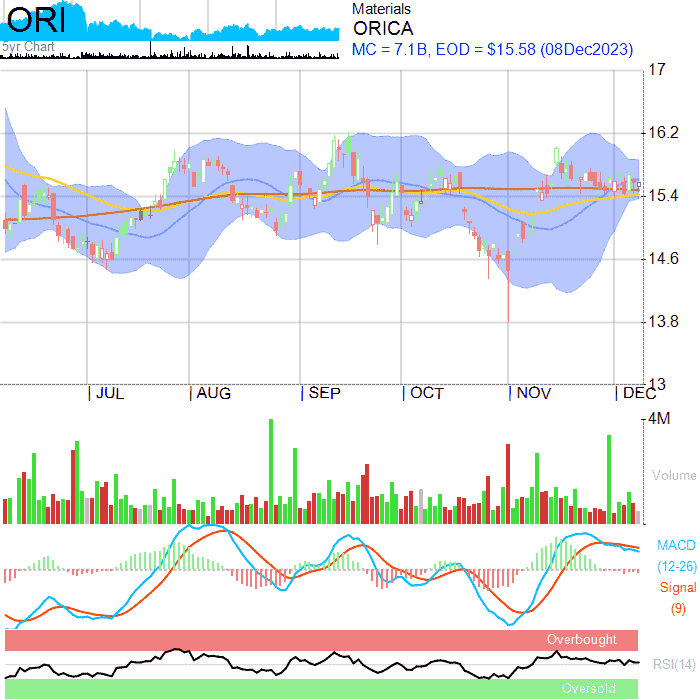 ORI
5yr Chart
Materials
ORICA
MC = 7.1B, EOD = $15.58 (08Dec2023)
17
16.2
15.4
14.6
13.8
13
JUL AUG SEP OCT NOV DEC
4M
Volume
MACD
(12-26)
Signal
(9)
Overbought
RSI(14)
Oversold